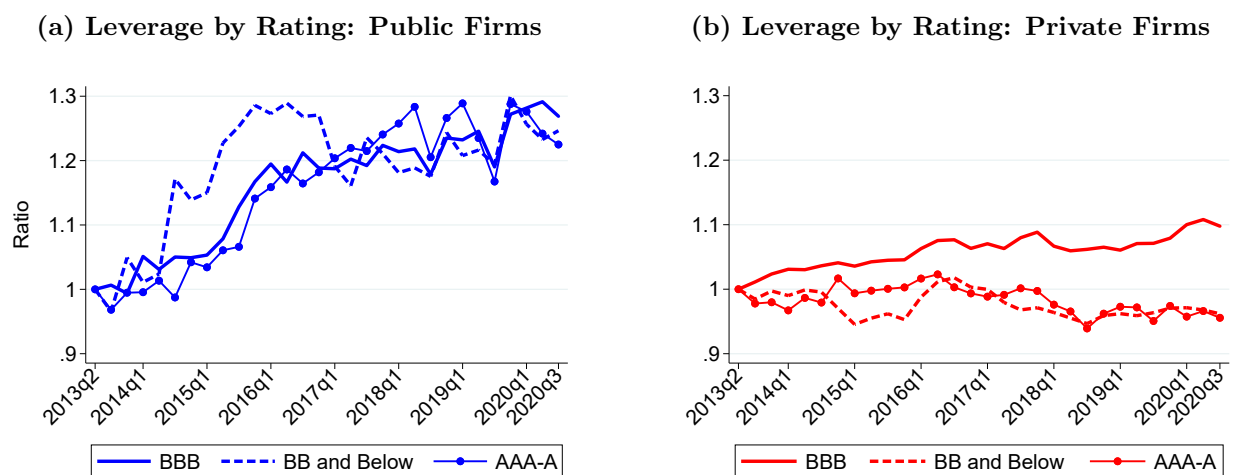 (a) Leverage by Rating: Public Firms
Ratio
1.3
1.2
1.1
1
.9
2013q2
2014q1
2015q1
2016q1
2017q1
2018q1
2019q1
2020q1
2020q3
BBB
BB and Below
AAA-A
(b) Leverage by Rating: Private Firms
1.3
1.2
1.1
1
.9
2013q2
2014q1
2015q1
2016q1
2017q1
2018q1
2019q1
2020q1
2020q3
BBB
BB and Below
AAA-A